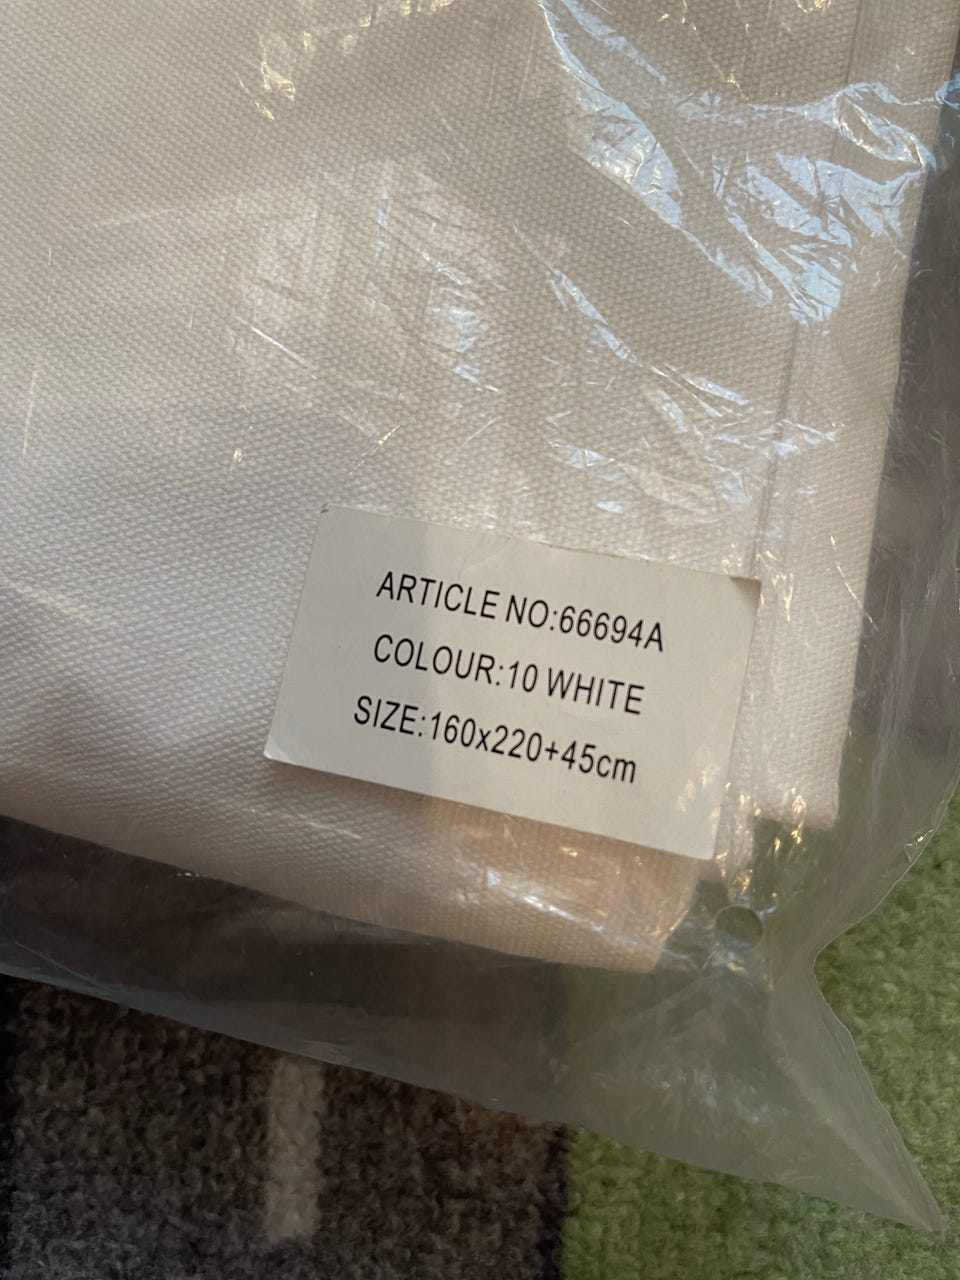 ARTICLE NO:66694A
COLOUR:10 WHITE
SIZE:160x220+45cm